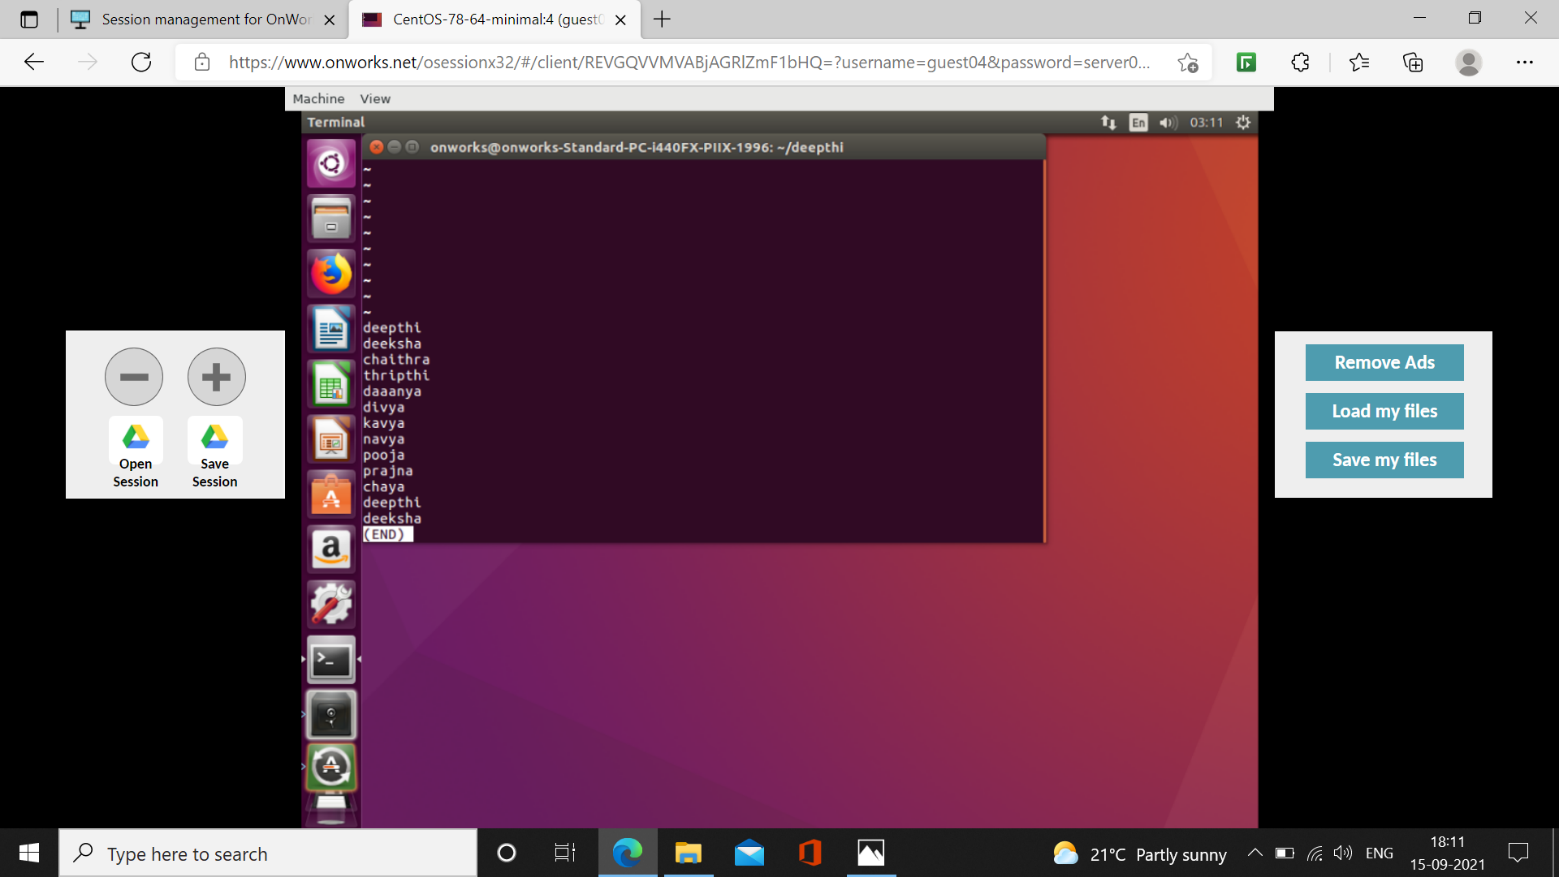 Session management for OnWor
CentOS-78-64-minimal:4 (guest0
https://www.onworks.net/osessionx32/#/client/REVGQVVMVABjAGRlZmF1bHQ=?username=guest04&password=server0...
Machine View
Terminal
En
03:11
onworks@onworks-Standard-PC-i440FX-PIIX-1996: ~/deepthi
~
~
~
~
~
~
~
~
~
~
deepthi
deeksha
chaithra
thripthi
daaanya
divya
kavya
navya
pooja
prajna
chaya
deepthi
deeksha
(END)
Open
Session
Save
Session
Remove Ads
Load my files
Save my files
Type here to search
21°C Partly sunny
ENG
18:11
15-09-2021